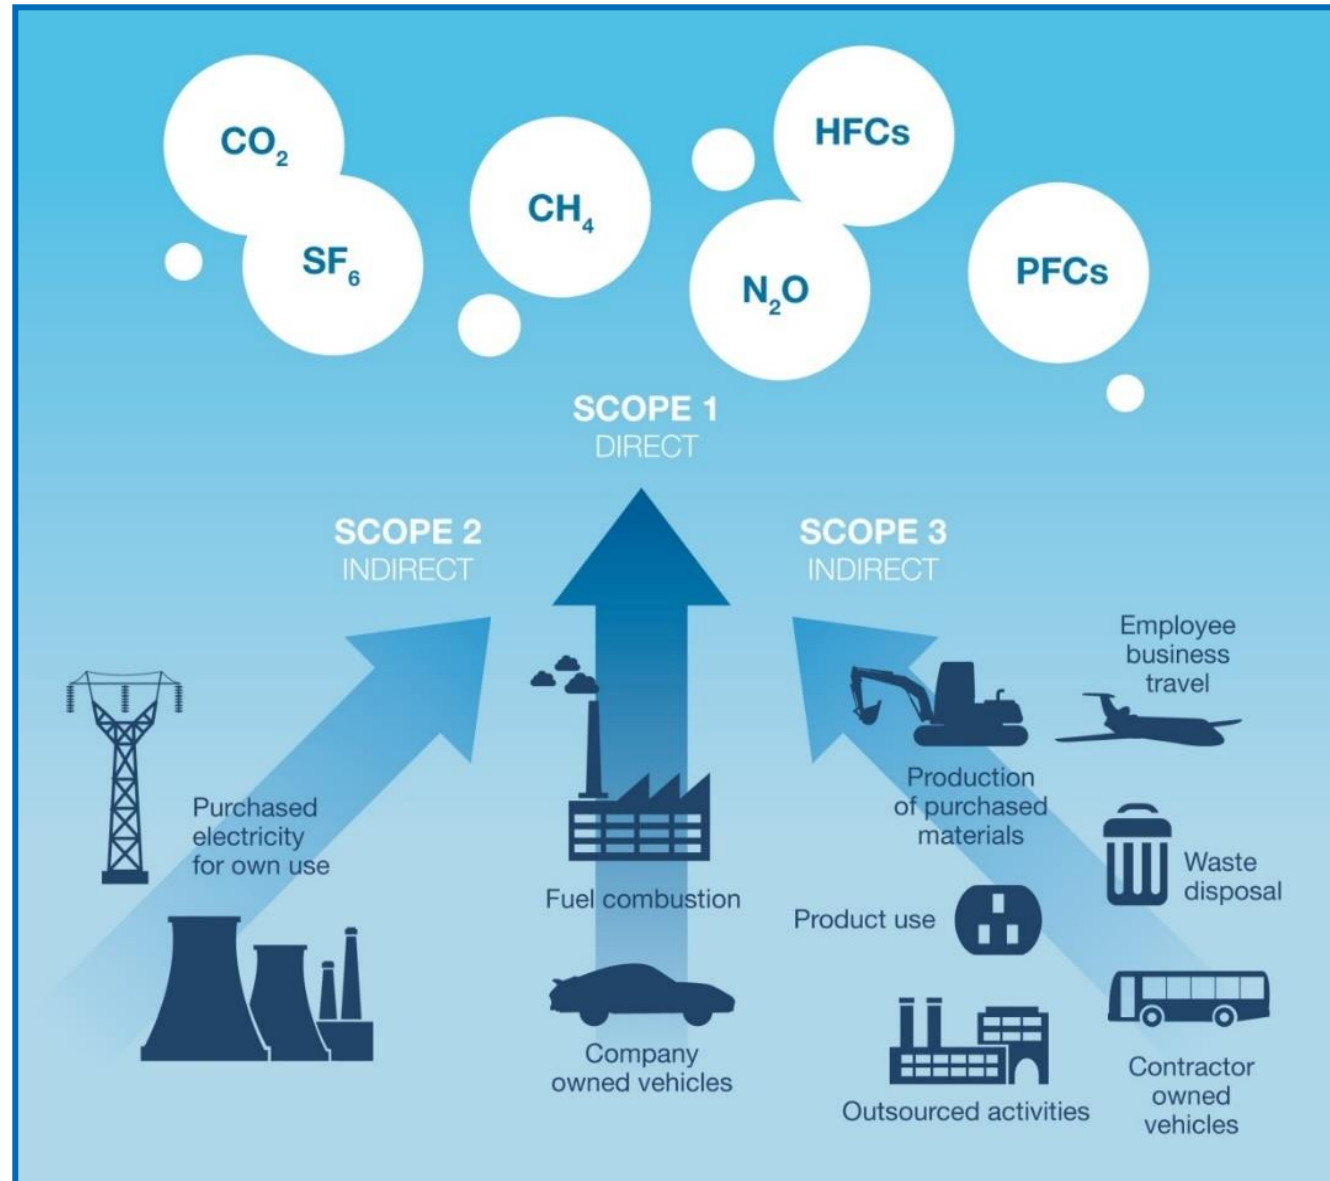 CO₂
SF₆
CH₄
HFCs
N₂O
PFCs
SCOPE 1
DIRECT
SCOPE 2
INDIRECT
SCOPE 3
INDIRECT
Purchased
electricity
for own use
Fuel combustion
Company
owned vehicles
Employee
business
travel
Production
of purchased
materials
Waste
disposal
Product use
Outsourced activities
Contractor
owned
vehicles